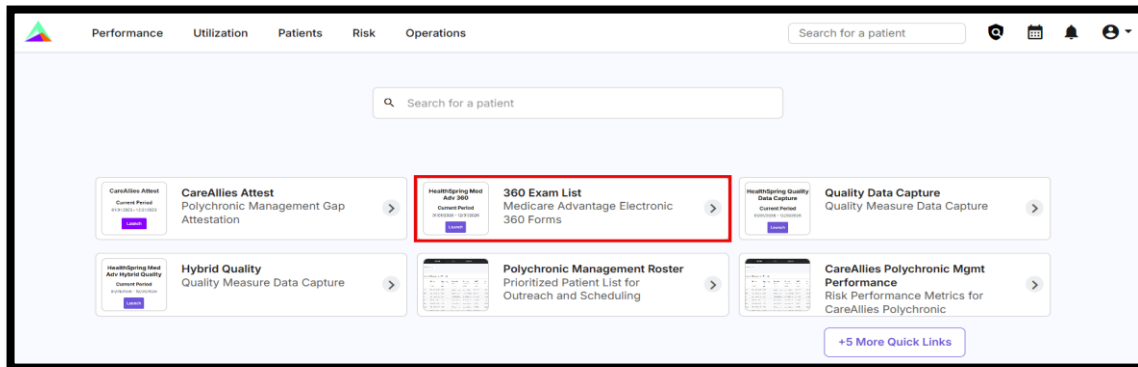 Performance Utilization Patients Risk Operations Search for a patient
Search for a patient
CareAllies Attest
Current Period
Launch
CareAllies Attest
Polychronic Management Gap
Attestation
HealthSpring Med
Adv 360
Current Period
Launch
360 Exam List
Medicare Advantage Electronic
360 Forms
HealthSpring Quality
Data Capture
Current Period
Launch
Quality Data Capture
Quality Measure Data Capture
HealthSpring Med
Adv Hybrid Quality
Current Period
Launch
Hybrid Quality
Quality Measure Data Capture
Polychronic Management Roster
Prioritized Patient List for
Outreach and Scheduling
CareAllies Polychronic Mgmt
Performance
Risk Performance Metrics for
CareAllies Polychronic
+5 More Quick Links